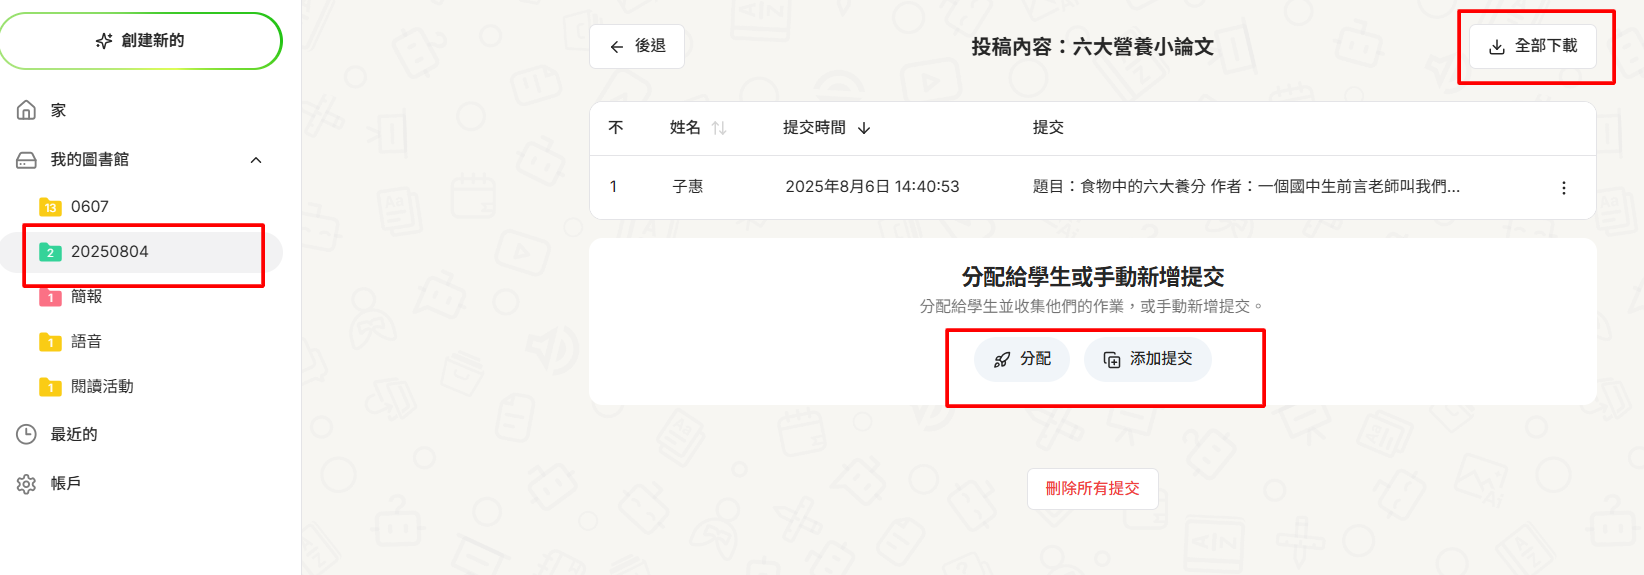 創建新的
家
我的圖書館
13 0607
2 20250804
1 簡報
1 語音
1 閱讀活動
最近的
帳戶
後退
投稿內容：六大營養小論文
全部下載
不 姓名 提交時間 提交
1 子惠 2025年8月6日 14:40:53 題目：食物中的六大養分 作者：一個國中生前言老師叫我們...
分配給學生或手動新增提交
分配給學生並收集他們的作業，或手動新增提交。
分配 添加提交
刪除所有提交